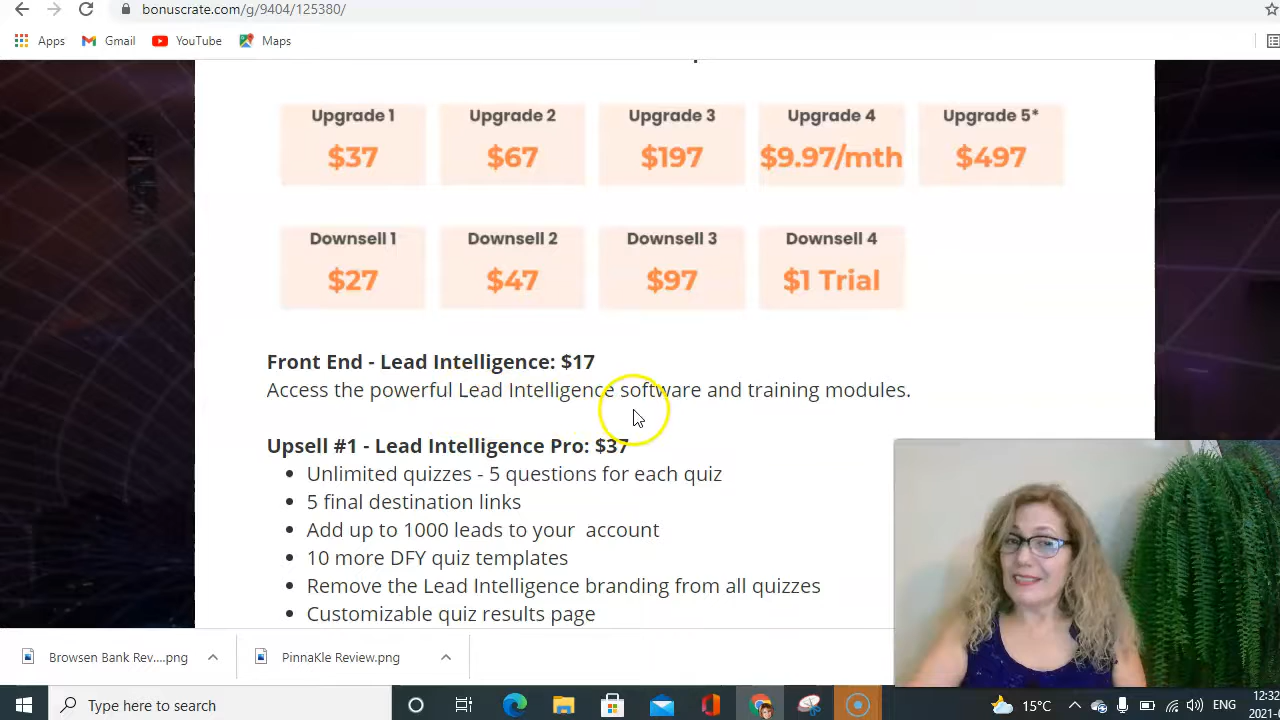 bonuscrate.com/g/9404/125380/
Apps Gmail YouTube Maps
Upgrade 1 Upgrade 2 Upgrade 3 Upgrade 4 Upgrade 5*
$37 $67 $197 $9.97/mth $497
Downsell 1 Downsell 2 Downsell 3 Downsell 4
$27 $47 $97 $1 Trial
Front End - Lead Intelligence: $17
Access the powerful Lead Intelligence software and training modules.
Upsell #1 - Lead Intelligence Pro: $37
Unlimited quizzes - 5 questions for each quiz
5 final destination links
Add up to 1000 leads to your account
10 more DFY quiz templates
Remove the Lead Intelligence branding from all quizzes
Customizable quiz results page
Browsen Bank Rev....png PinnaKle Review.png
Type here to search 15°C ENG 12:32
2021-